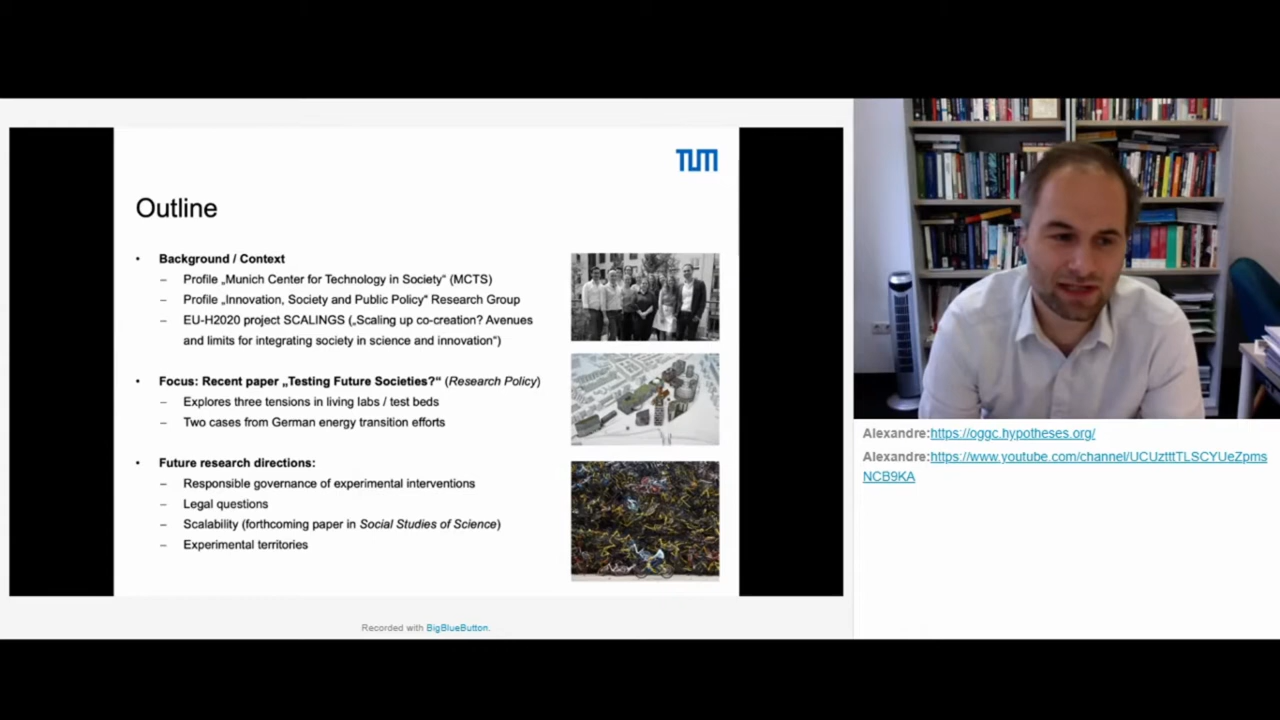 TUM
Outline
• Background / Context
– Profile „Munich Center for Technology in Society“ (MCTS)
– Profile „Innovation, Society and Public Policy“ Research Group
– EU-H2020 project SCALINGS („Scaling up co-creation? Avenues
and limits for integrating society in science and innovation“)
• Focus: Recent paper „Testing Future Societies?“ (Research Policy)
– Explores three tensions in living labs / test beds
– Two cases from German energy transition efforts
• Future research directions:
– Responsible governance of experimental interventions
– Legal questions
– Scalability (forthcoming paper in Social Studies of Science)
– Experimental territories
Recorded with BigBlueButton.
Alexandre:https://oggc.hypotheses.org/
Alexandre:https://www.youtube.com/channel/UCUztttTLSCYUeZpms
NCB9KA